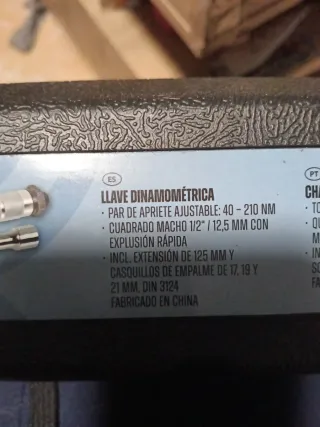 ES
LLAVE DINAMOMÉTRICA
· PAR DE APRIETE AJUSTABLE: 40 – 210 NM
· CUADRADO MACHO 1/2" / 12,5 MM CON
EXPLUSIÓN RÁPIDA
· INCL. EXTENSIÓN DE 125 MM Y
CASQUILLOS DE EMPALME DE 17, 19 Y
21 MM. DIN 3124
FABRICADO EN CHINA
PT